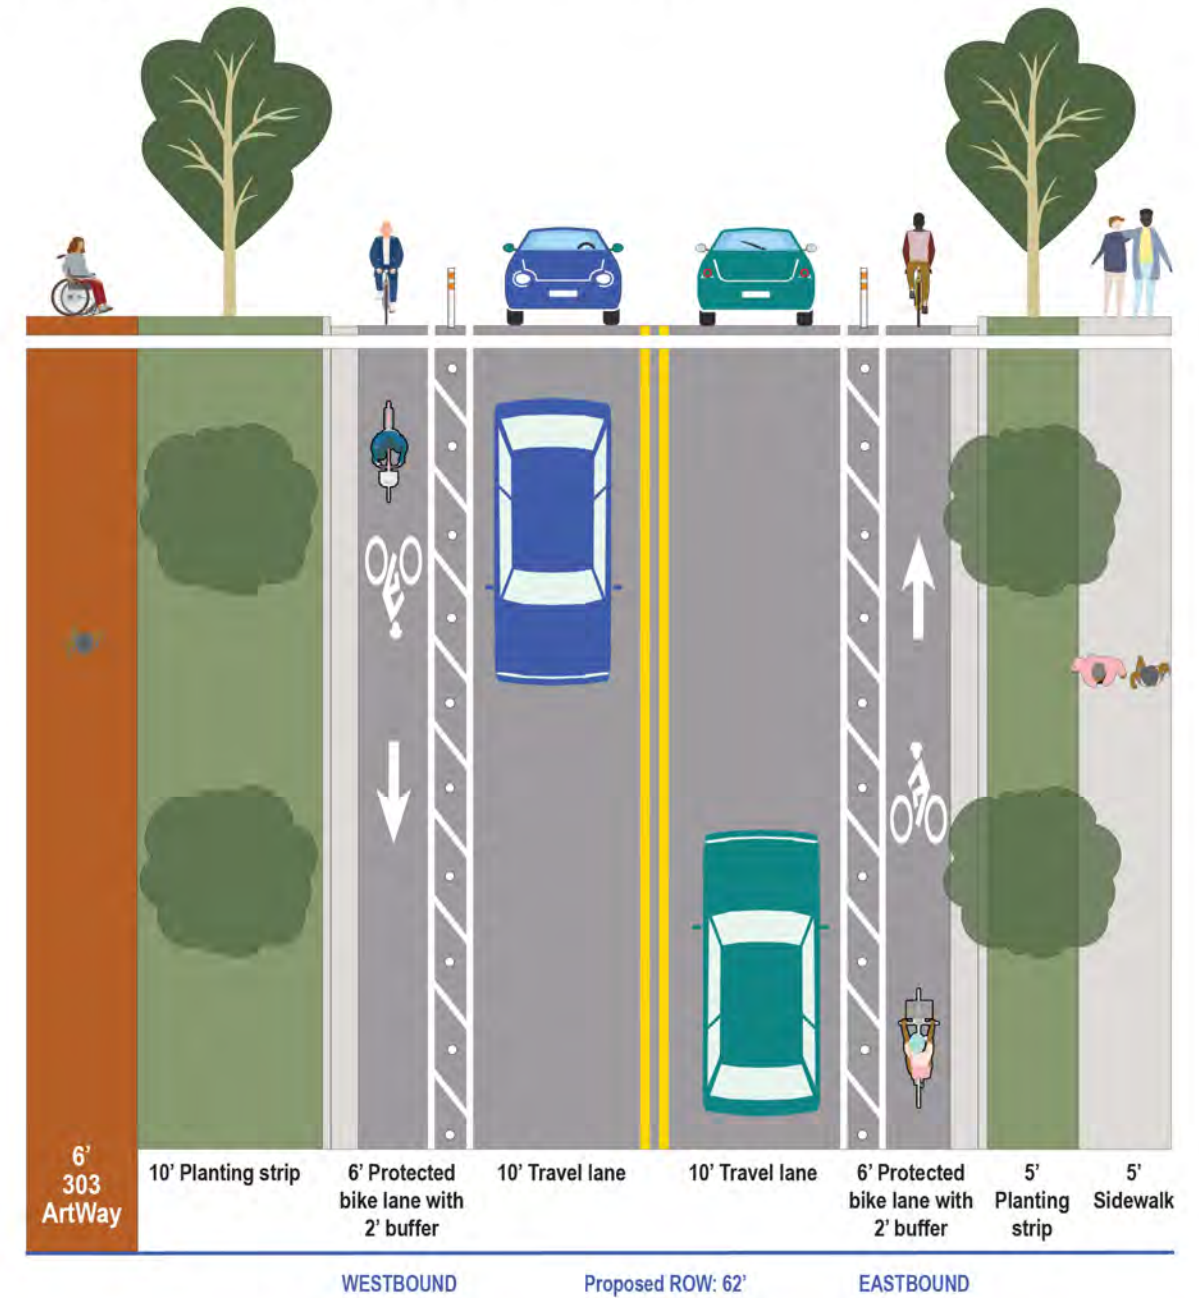 6’
303
ArtWay
10’ Planting strip
6’ Protected
bike lane with
2’ buffer
10’ Travel lane
10’ Travel lane
6’ Protected
bike lane with
2’ buffer
5’
Planting
strip
5’
Sidewalk
WESTBOUND
Proposed ROW: 62’
EASTBOUND